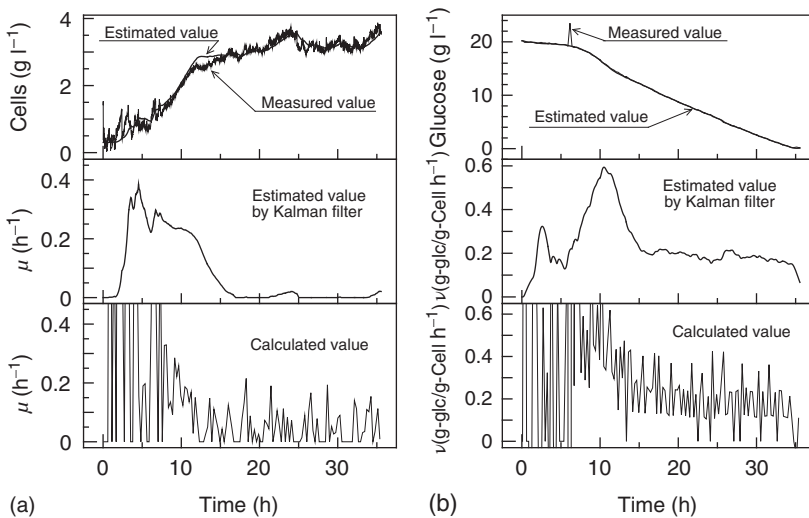 4
2
0
Cells (g l⁻¹)
Estimated value
Measured value
0.4
0.2
0
μ (h⁻¹)
Estimated value
by Kalman filter
0.4
0.2
0
μ (h⁻¹)
Calculated value
0 10 20 30
(a) Time (h)
20
10
0
Glucose (g l⁻¹)
Measured value
Estimated value
0.6
0.4
0.2
0
ν(g-glc/g-Cell h⁻¹)
Estimated value
by Kalman filter
0.6
0.4
0.2
0
ν(g-glc/g-Cell h⁻¹)
Calculated value
0 10 20 30
(b) Time (h)